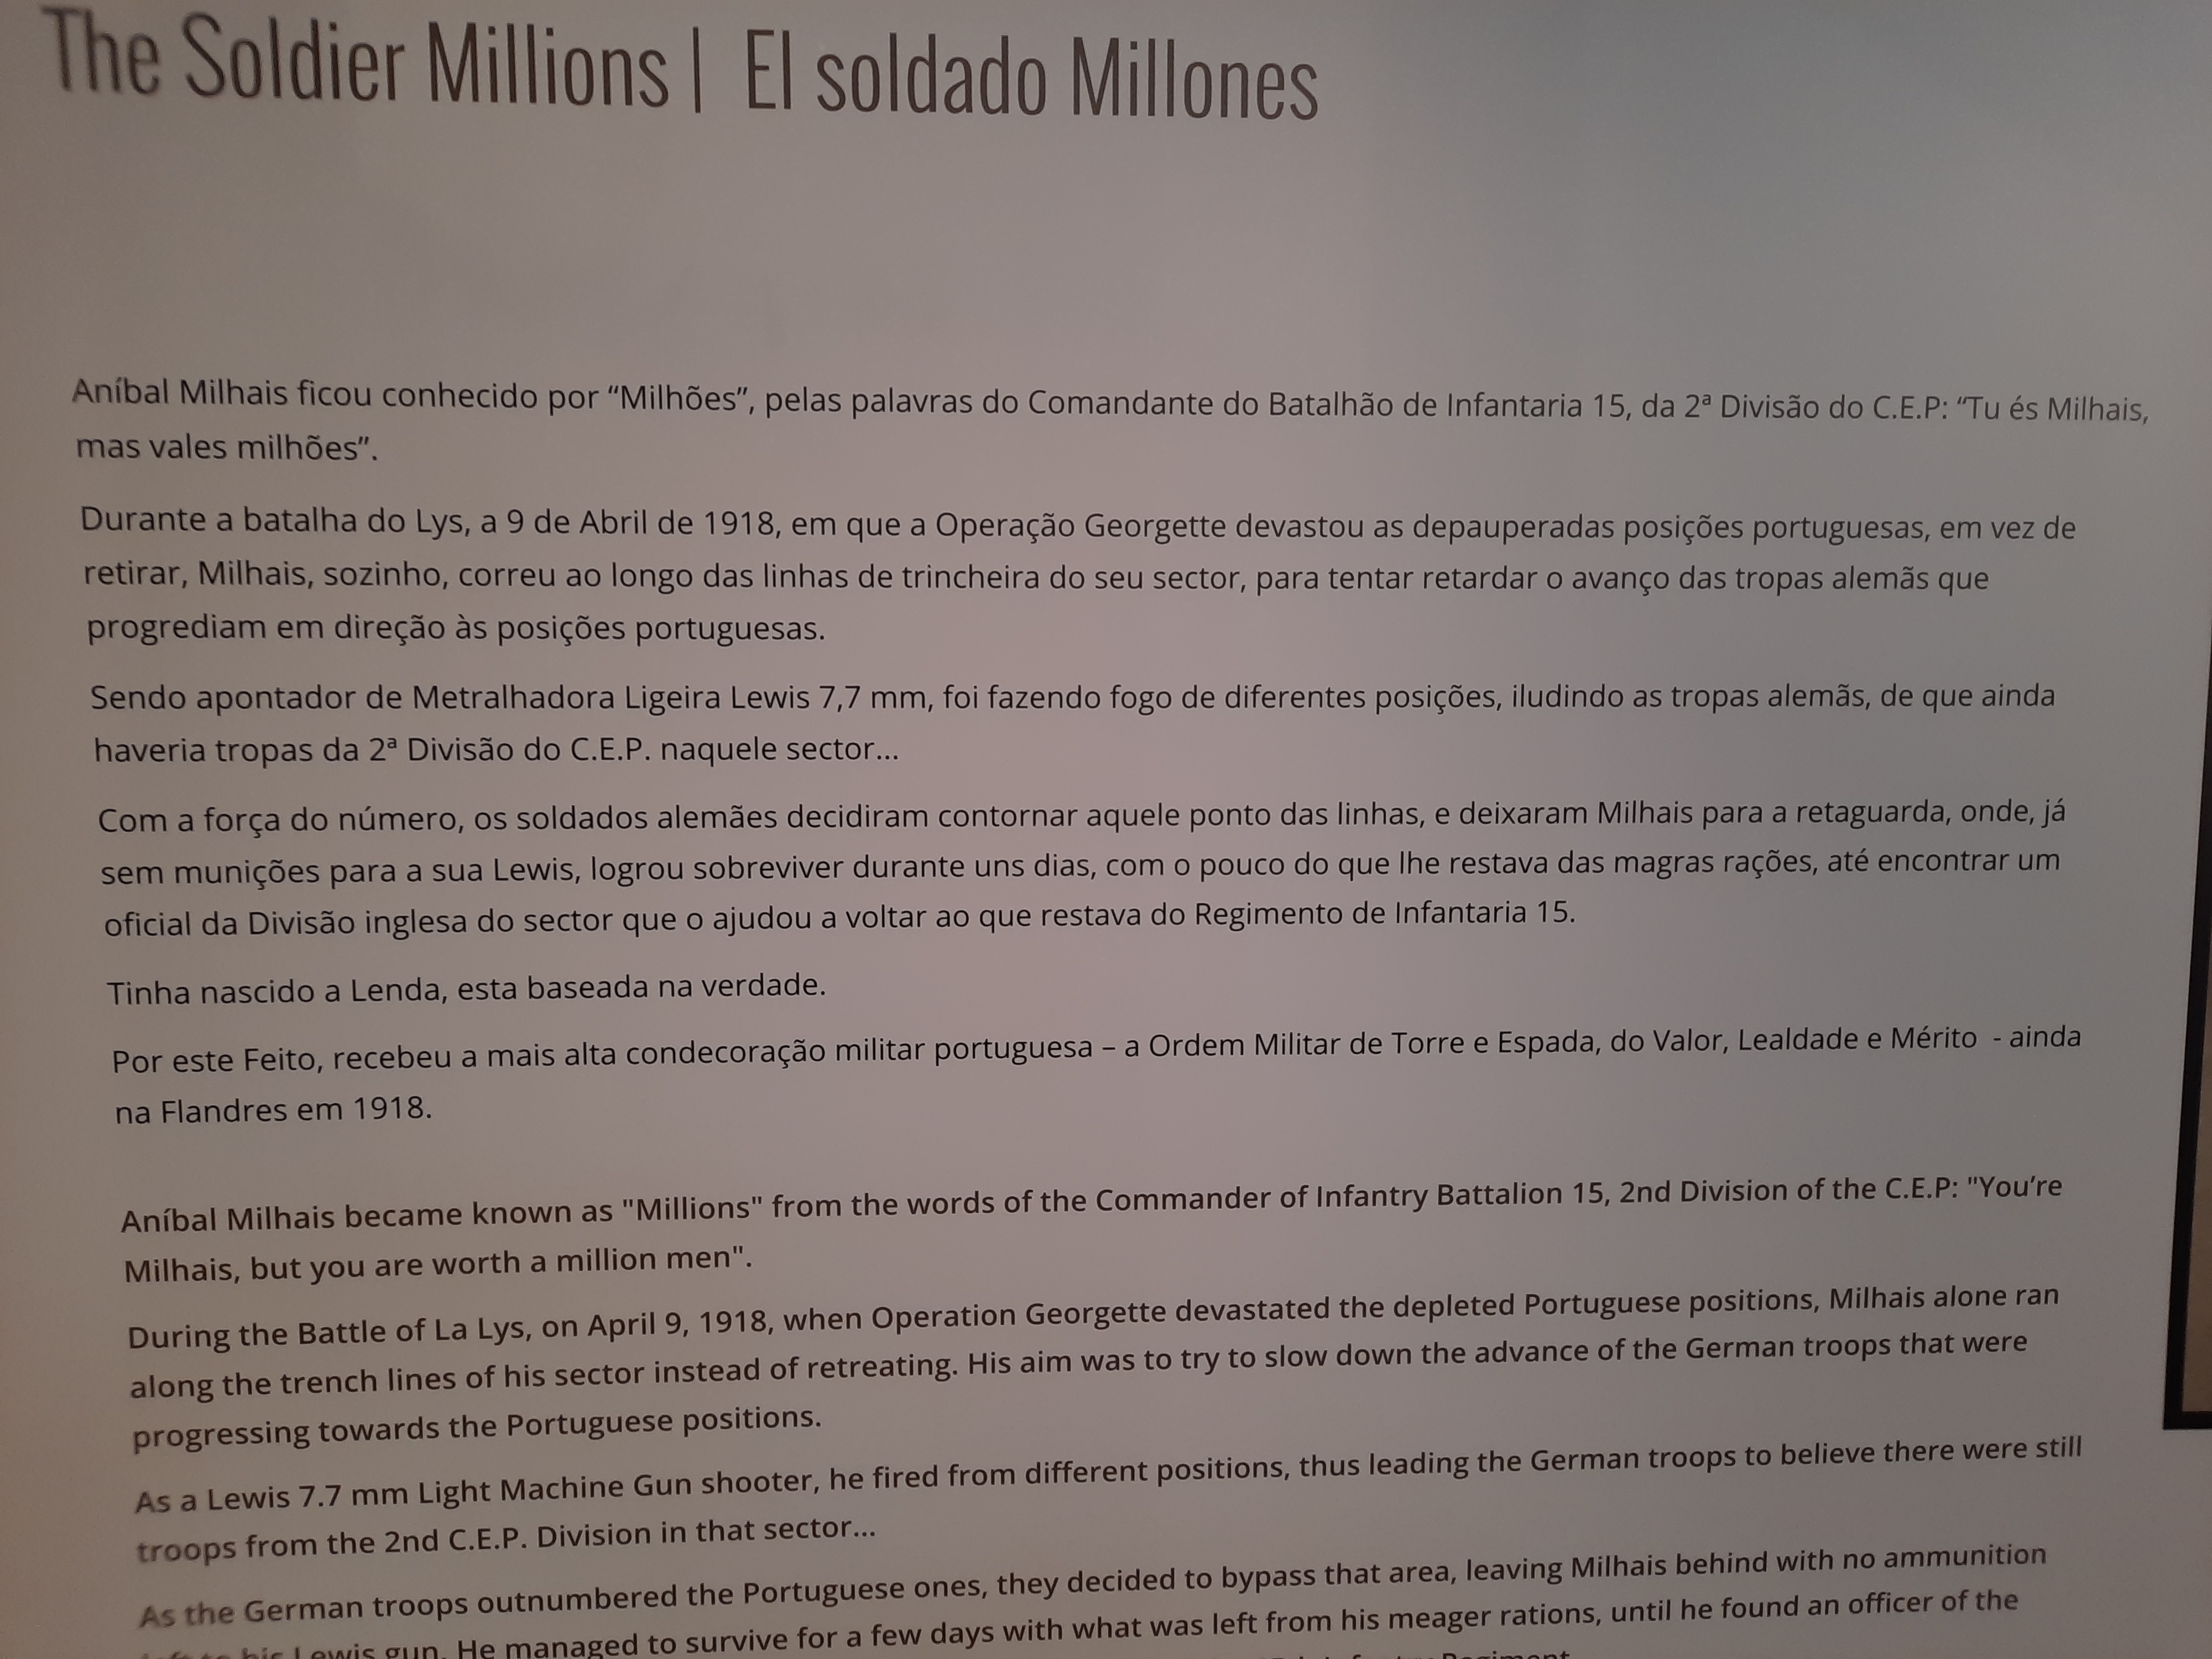 The Soldier Millions | El soldado Millones
Aníbal Milhais ficou conhecido por “Milhões”, pelas palavras do Comandante do Batalhão de Infantaria 15, da 2ª Divisão do C.E.P: “Tu és Milhais,
mas vales milhões”.
Durante a batalha do Lys, a 9 de Abril de 1918, em que a Operação Georgette devastou as depauperadas posições portuguesas, em vez de
retirar, Milhais, sozinho, correu ao longo das linhas de trincheira do seu sector, para tentar retardar o avanço das tropas alemãs que
progrediam em direção às posições portuguesas.
Sendo apontador de Metralhadora Ligeira Lewis 7,7 mm, foi fazendo fogo de diferentes posições, iludindo as tropas alemãs, de que ainda
haveria tropas da 2ª Divisão do C.E.P. naquele sector...
Com a força do número, os soldados alemães decidiram contornar aquele ponto das linhas, e deixaram Milhais para a retaguarda, onde, já
sem munições para a sua Lewis, logrou sobreviver durante uns dias, com o pouco do que lhe restava das magras rações, até encontrar um
oficial da Divisão inglesa do sector que o ajudou a voltar ao que restava do Regimento de Infantaria 15.
Tinha nascido a Lenda, esta baseada na verdade.
Por este Feito, recebeu a mais alta condecoração militar portuguesa – a Ordem Militar de Torre e Espada, do Valor, Lealdade e Mérito - ainda
na Flandres em 1918.
Aníbal Milhais became known as "Millions" from the words of the Commander of Infantry Battalion 15, 2nd Division of the C.E.P: "You’re
Milhais, but you are worth a million men".
During the Battle of La Lys, on April 9, 1918, when Operation Georgette devastated the depleted Portuguese positions, Milhais alone ran
along the trench lines of his sector instead of retreating. His aim was to try to slow down the advance of the German troops that were
progressing towards the Portuguese positions.
As a Lewis 7.7 mm Light Machine Gun shooter, he fired from different positions, thus leading the German troops to believe there were still
troops from the 2nd C.E.P. Division in that sector...
As the German troops outnumbered the Portuguese ones, they decided to bypass that area, leaving Milhais behind with no ammunition
his Lewis gun. He managed to survive for a few days with what was left from his meager rations, until he found an officer of the
Regiment